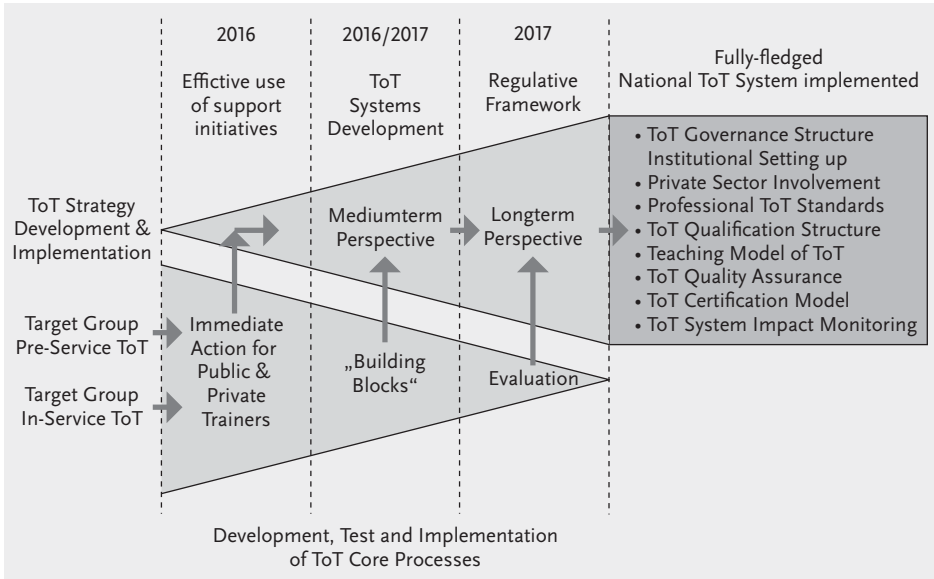 2016
Effictive use
of support
initiatives
2016/2017
ToT
Systems
Development
2017
Regulative
Framework
Fully-fledged
National ToT System implemented
ToT Strategy
Development &
Implementation
Mediumterm
Perspective
Longterm
Perspective
• ToT Governance Structure
Institutional Setting up
• Private Sector Involvement
• Professional ToT Standards
• ToT Qualification Structure
• Teaching Model of ToT
• ToT Quality Assurance
• ToT Certification Model
• ToT System Impact Monitoring
Target Group
Pre-Service ToT
Target Group
In-Service ToT
Immediate
Action for
Public &
Private
Trainers
„Building
Blocks“
Evaluation
Development, Test and Implementation
of ToT Core Processes